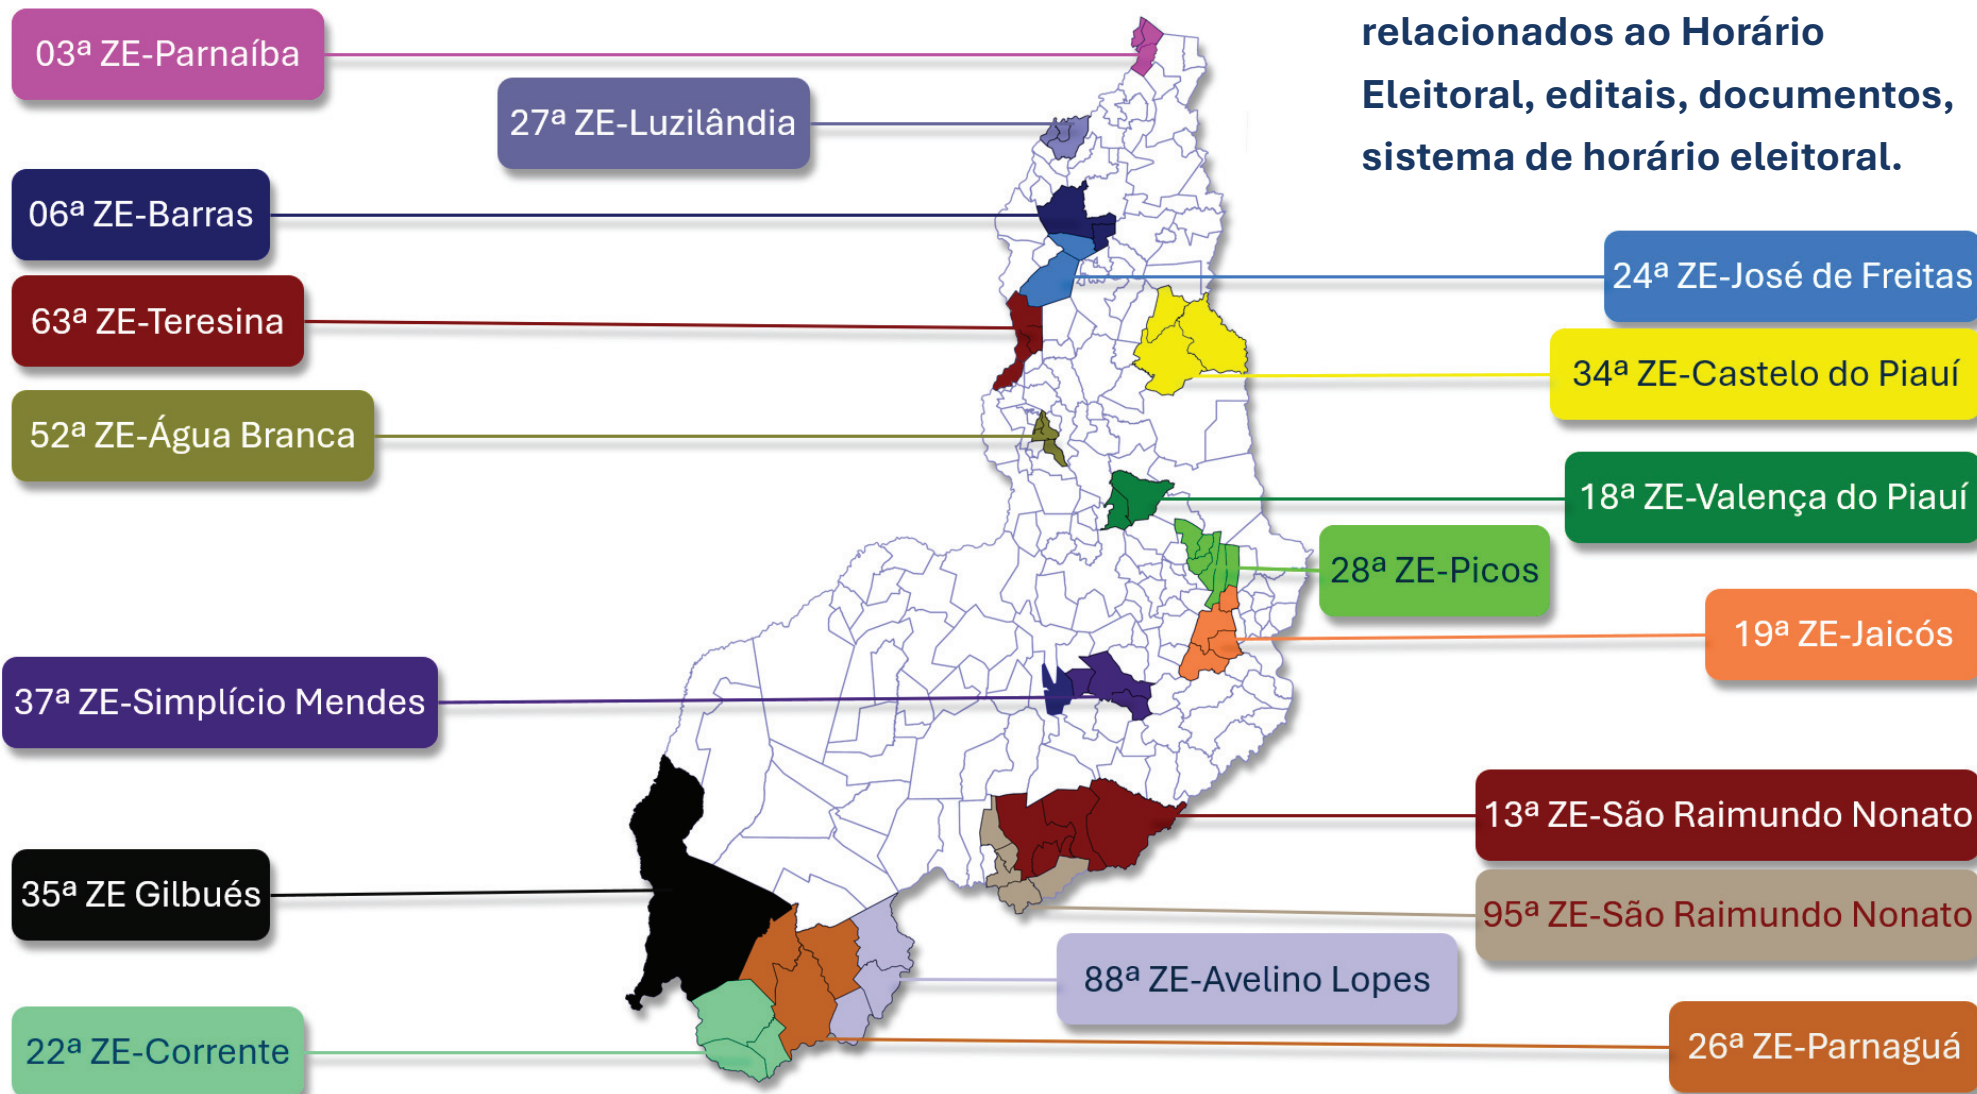 relacionados ao Horário
Eleitoral, editais, documentos,
sistema de horário eleitoral.
03ª ZE-Parnaíba
27ª ZE-Luzilândia
06ª ZE-Barras
63ª ZE-Teresina
52ª ZE-Água Branca
37ª ZE-Simplício Mendes
35ª ZE Gilbués
22ª ZE-Corrente
24ª ZE-José de Freitas
34ª ZE-Castelo do Piauí
18ª ZE-Valença do Piauí
28ª ZE-Picos
19ª ZE-Jaicós
13ª ZE-São Raimundo Nonato
95ª ZE-São Raimundo Nonato
88ª ZE-Avelino Lopes
26ª ZE-Parnaguá